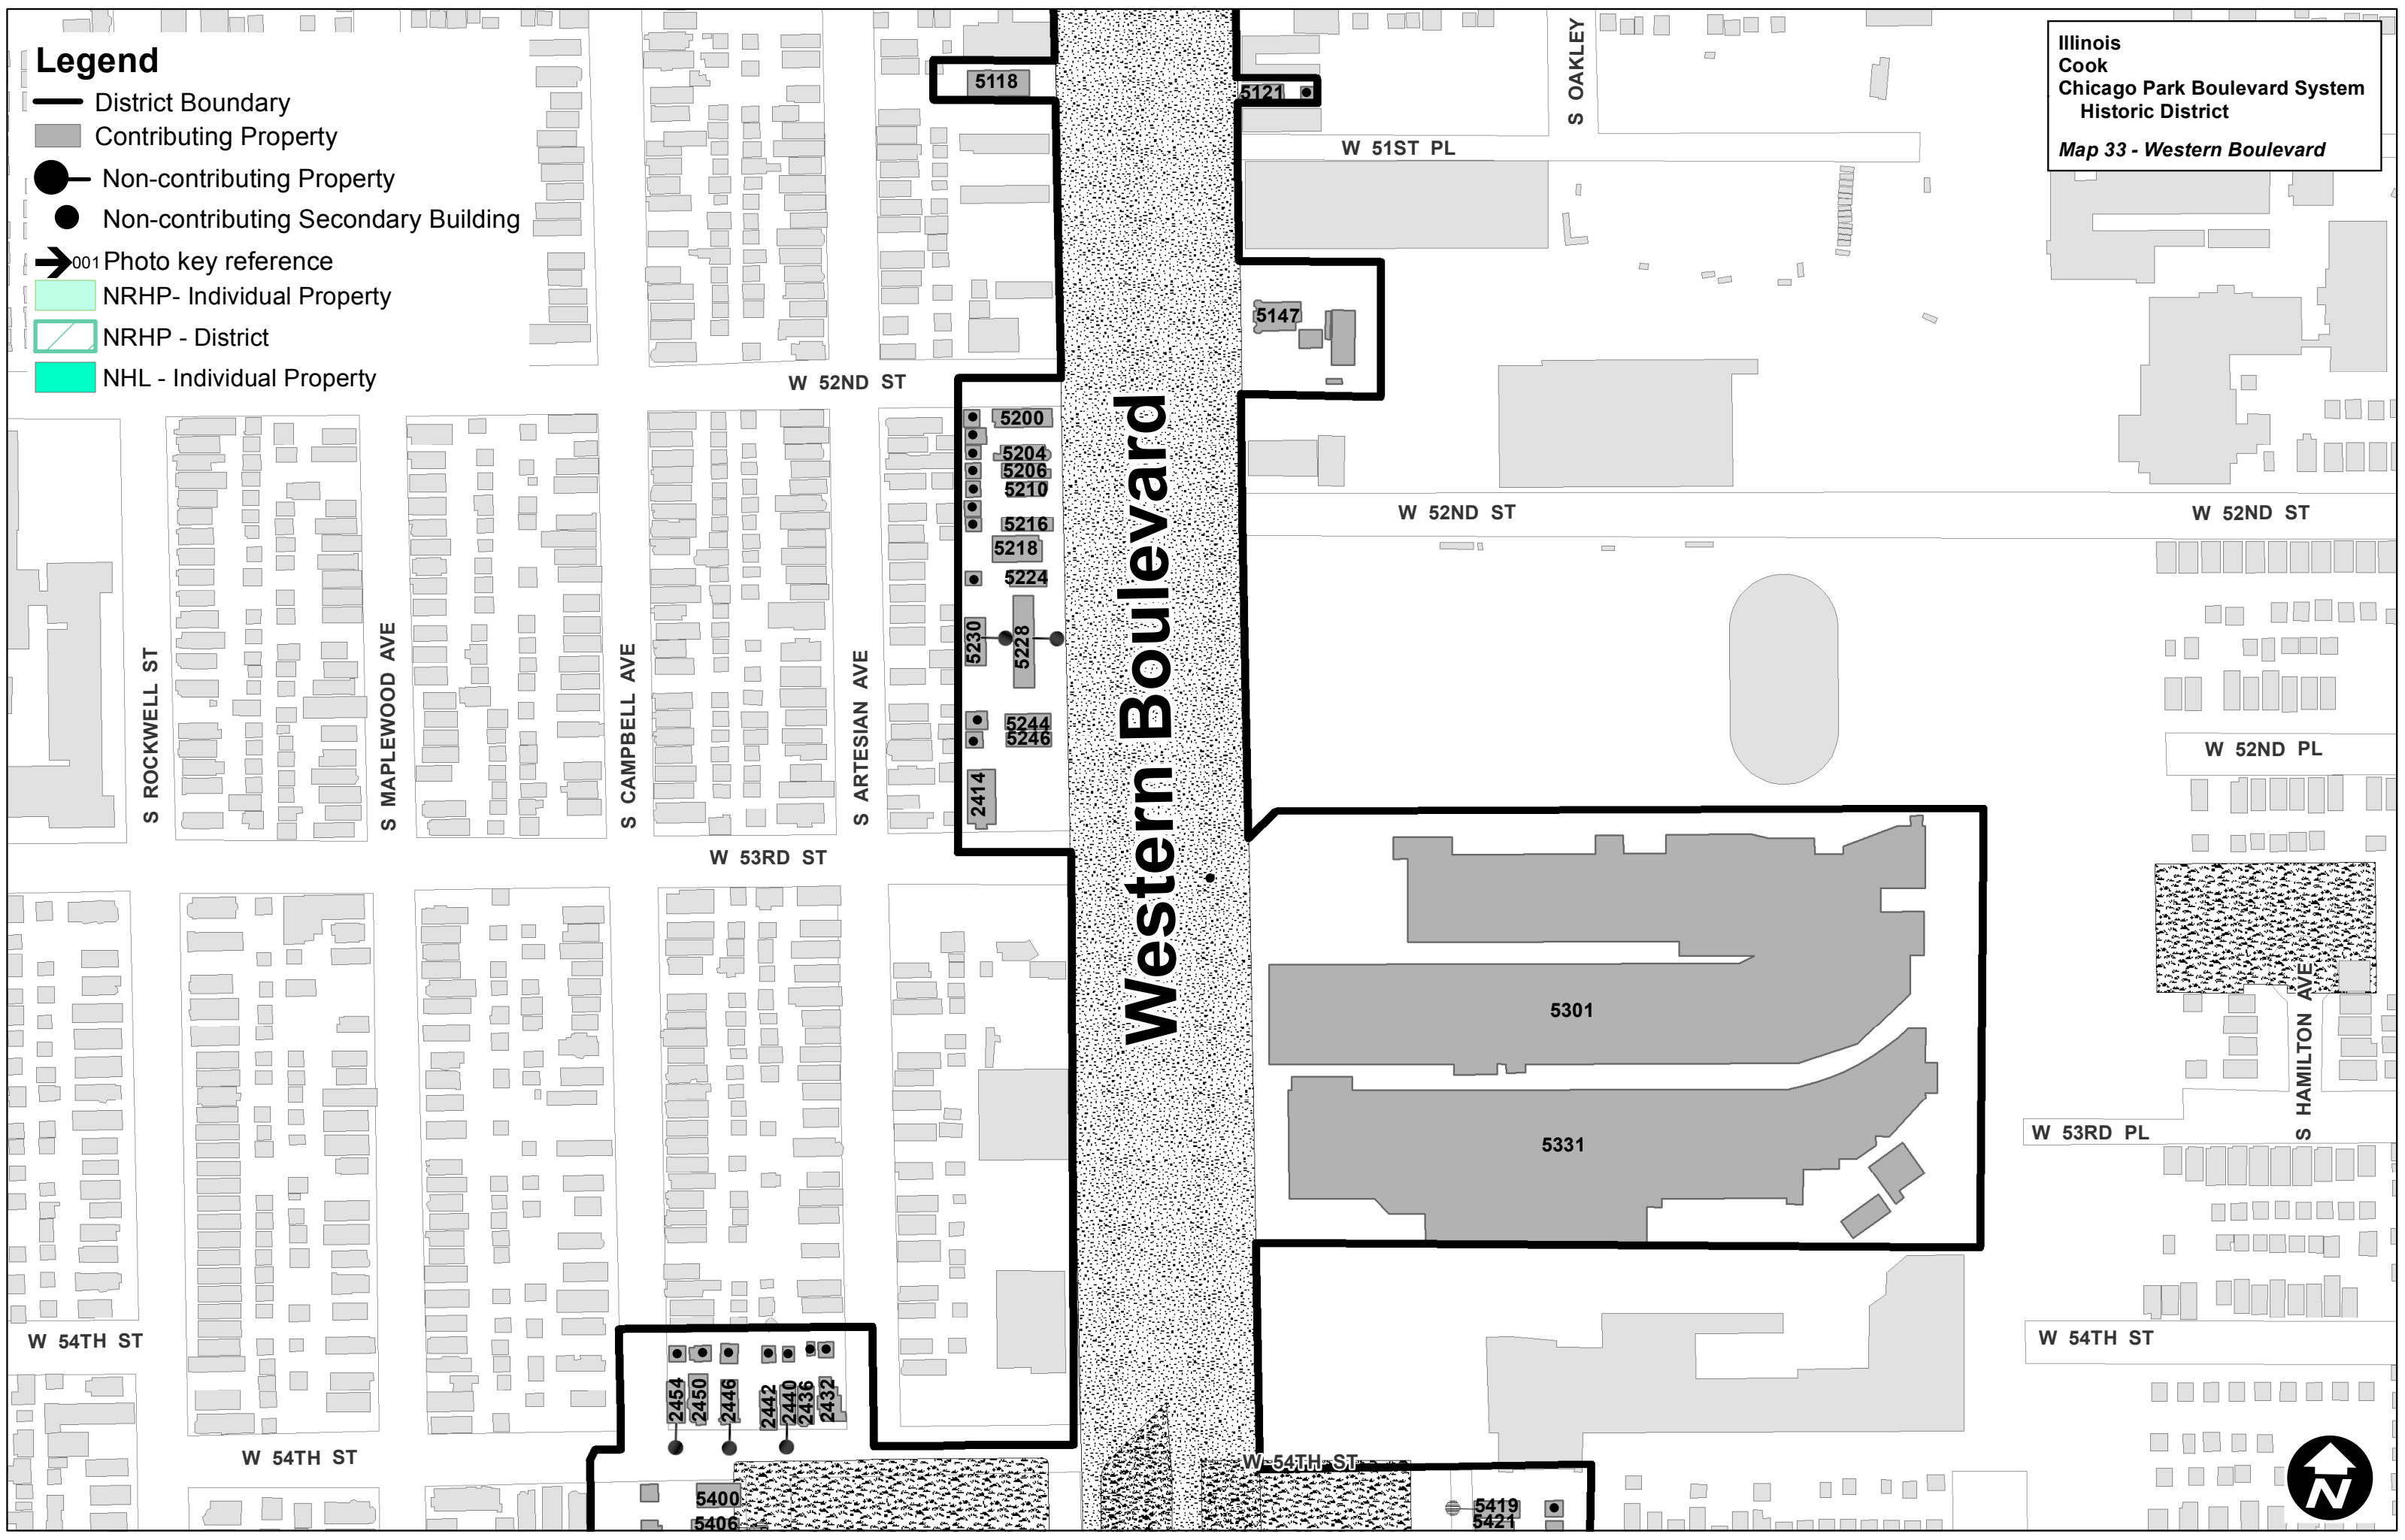 Legend
District Boundary
Contributing Property
Non-contributing Property
Non-contributing Secondary Building
001 Photo key reference
NRHP- Individual Property
NRHP - District
NHL - Individual Property
Illinois
Cook
Chicago Park Boulevard System
Historic District
Map 33 - Western Boulevard
S OAKLEY
5118
5121
W 51ST PL
5147
W 52ND ST
5200
5204
5206
5210
5216
5218
5224
5230
5228
5244
5246
2414
Western Boulevard
W 52ND ST
W 52ND ST
S ROCKWELL ST
S MAPLEWOOD AVE
S CAMPBELL AVE
S ARTESIAN AVE
W 52ND PL
W 53RD ST
5301
5331
S HAMILTON AVE
W 53RD PL
W 54TH ST
W 54TH ST
2454
2450
2446
2442
2440
2436
2432
W 54TH ST
W 54TH ST
5400
5406
5419
5421
N